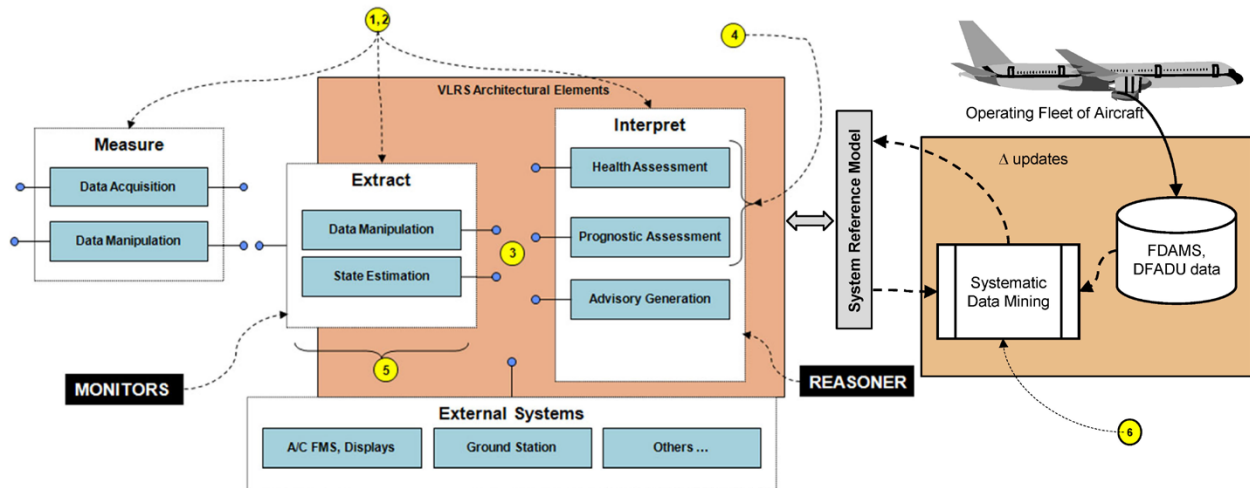 1, 2
4
VLRS Architectural Elements
Operating Fleet of Aircraft
Measure
Data Acquisition
Data Manipulation
Extract
Data Manipulation
State Estimation
3
Interpret
Health Assessment
Prognostic Assessment
Advisory Generation
System Reference Model
Δ updates
FDAMS,
DFADU data
Systematic
Data Mining
5
MONITORS
REASONER
6
External Systems
A/C FMS, Displays
Ground Station
Others ...